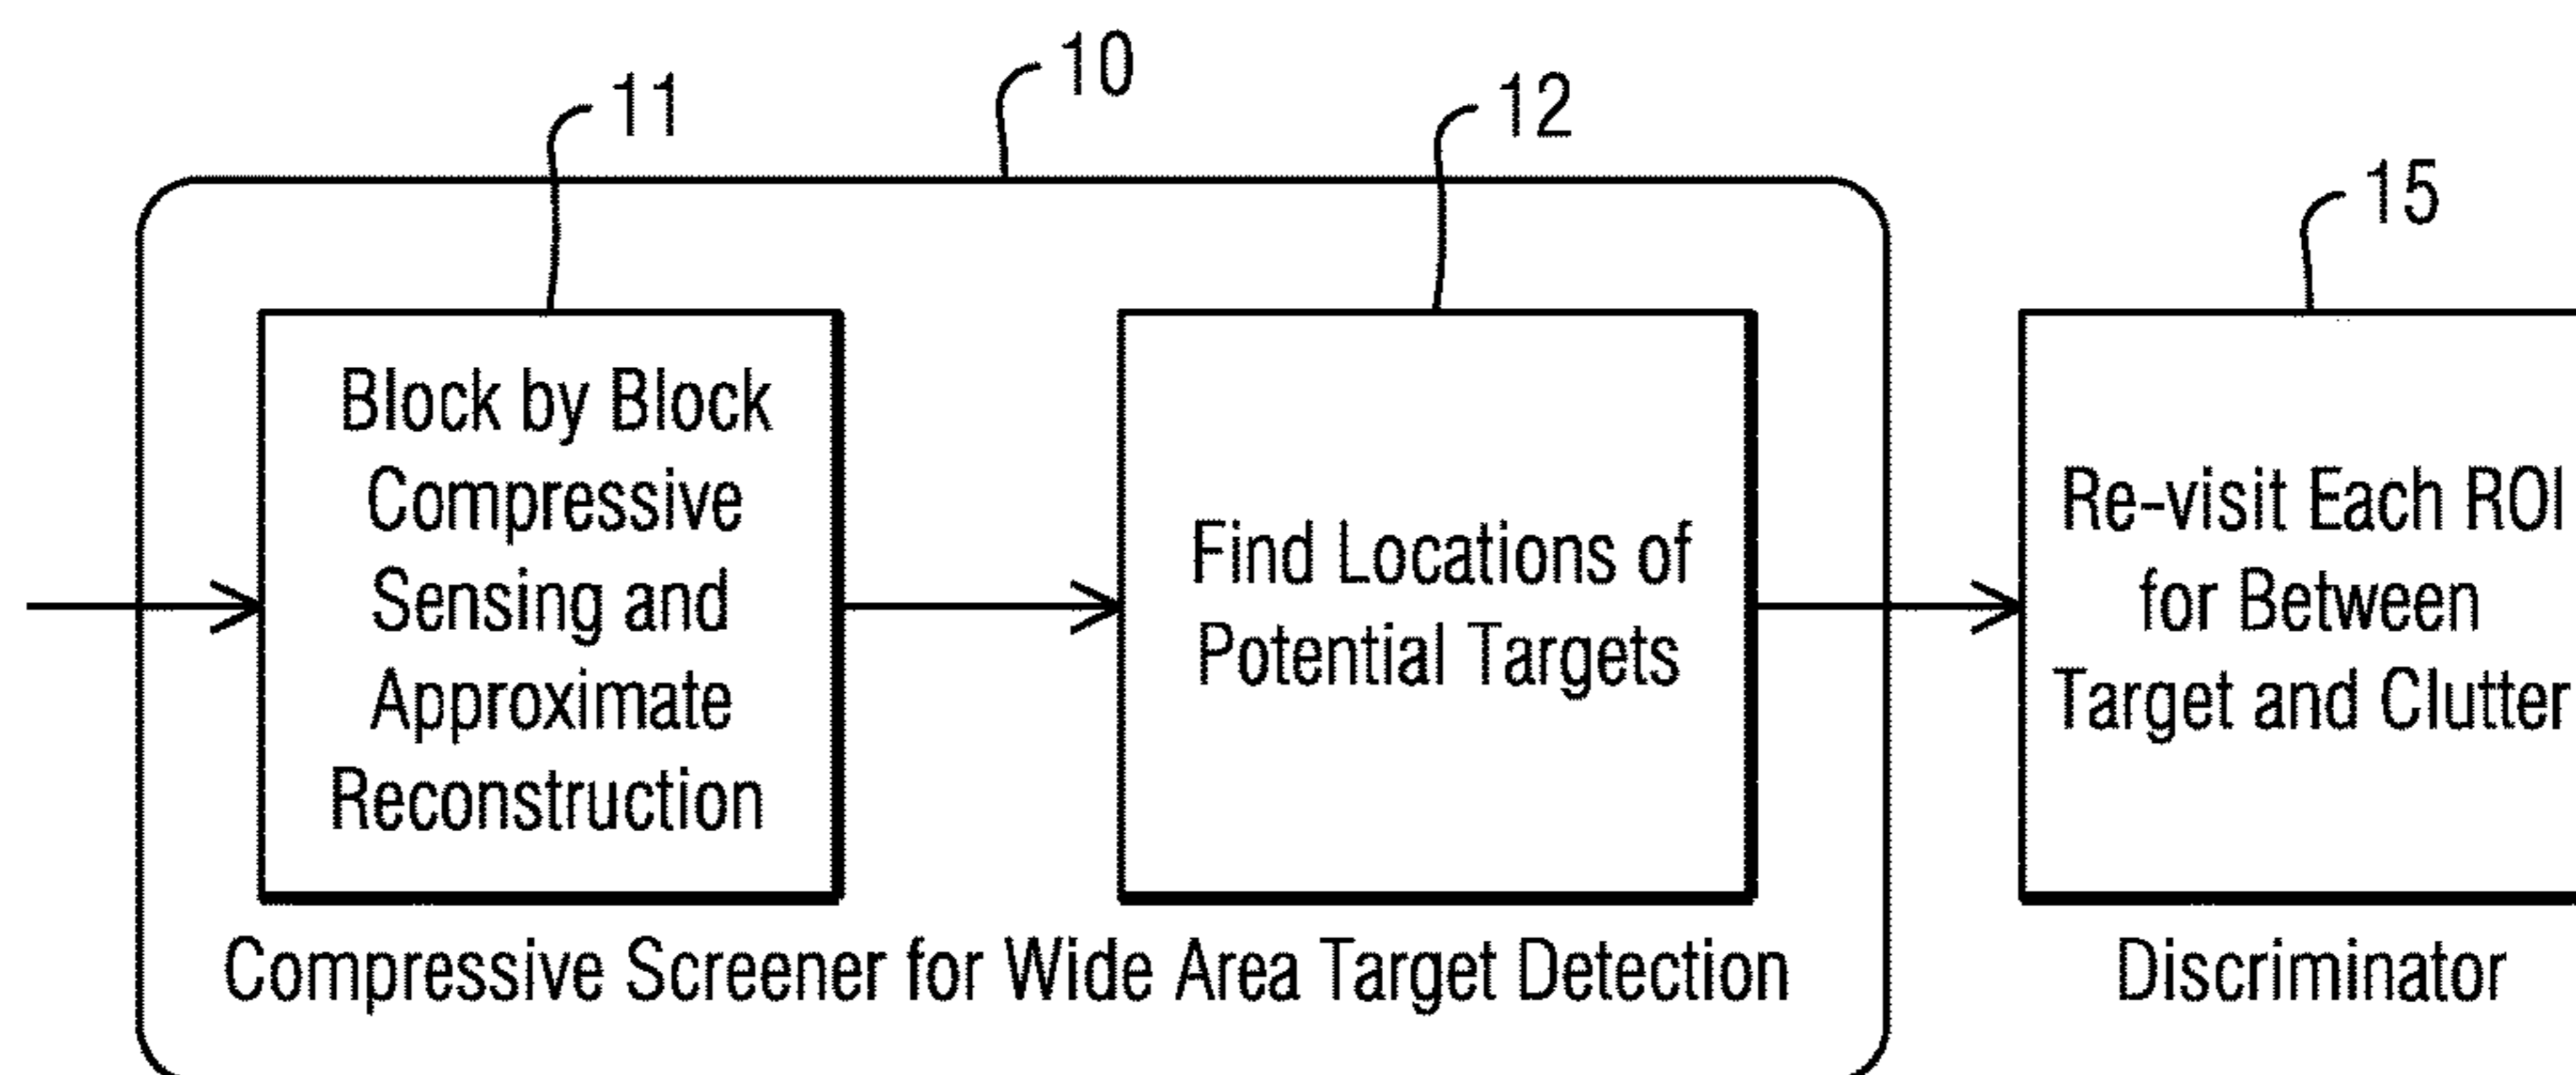 10
11
12
15
Block by Block
Compressive
Sensing and
Approximate
Reconstruction
Find Locations of
Potential Targets
Re-visit Each ROI
for Between
Target and Clutter
Compressive Screener for Wide Area Target Detection
Discriminator